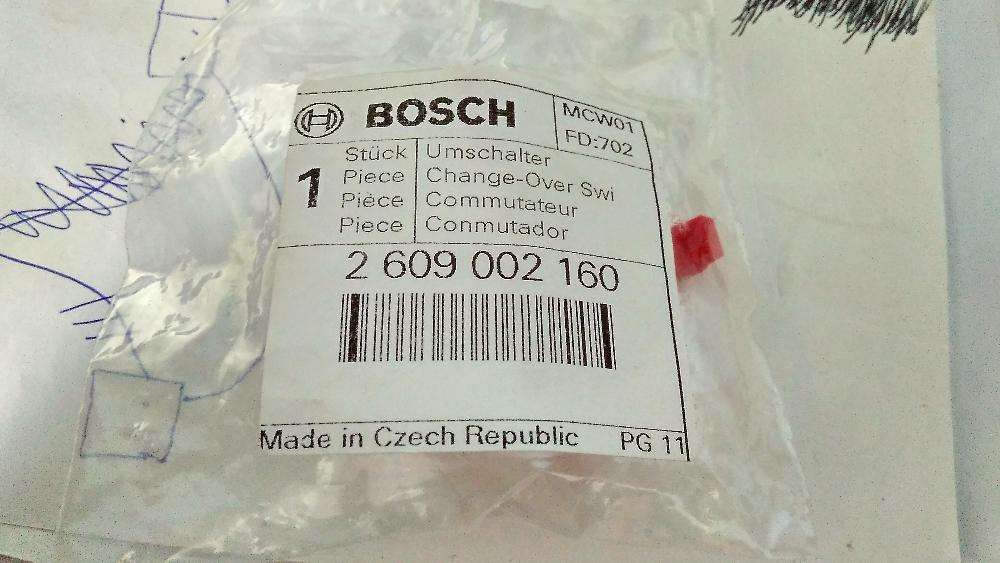 BOSCH
MCW01
FD:702
1
Stück Umschalter
Piece Change-Over Swi
Pièce Commutateur
Piece Conmutador
2 609 002 160
Made in Czech Republic PG 11